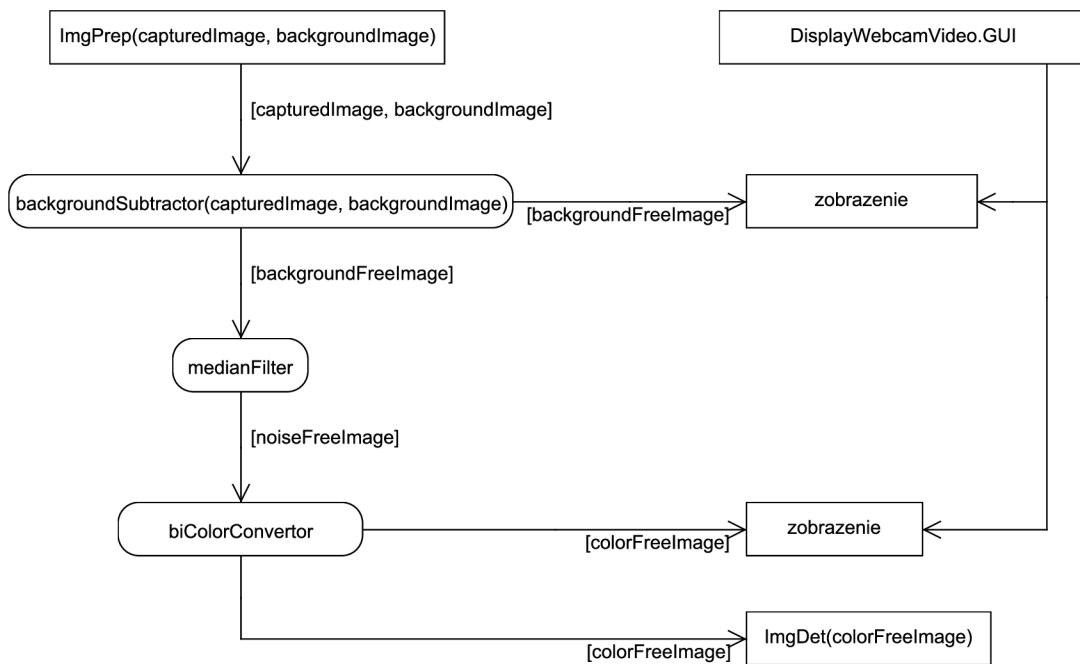 ImgPrep(capturedImage, backgroundImage)
DisplayWebcamVideo.GUI
[capturedImage, backgroundImage]
backgroundSubtractor(capturedImage, backgroundImage)
[backgroundFreeImage]
zobrazenie
[backgroundFreeImage]
medianFilter
[noiseFreeImage]
biColorConvertor
[colorFreeImage]
zobrazenie
[colorFreeImage]
ImgDet(colorFreeImage)